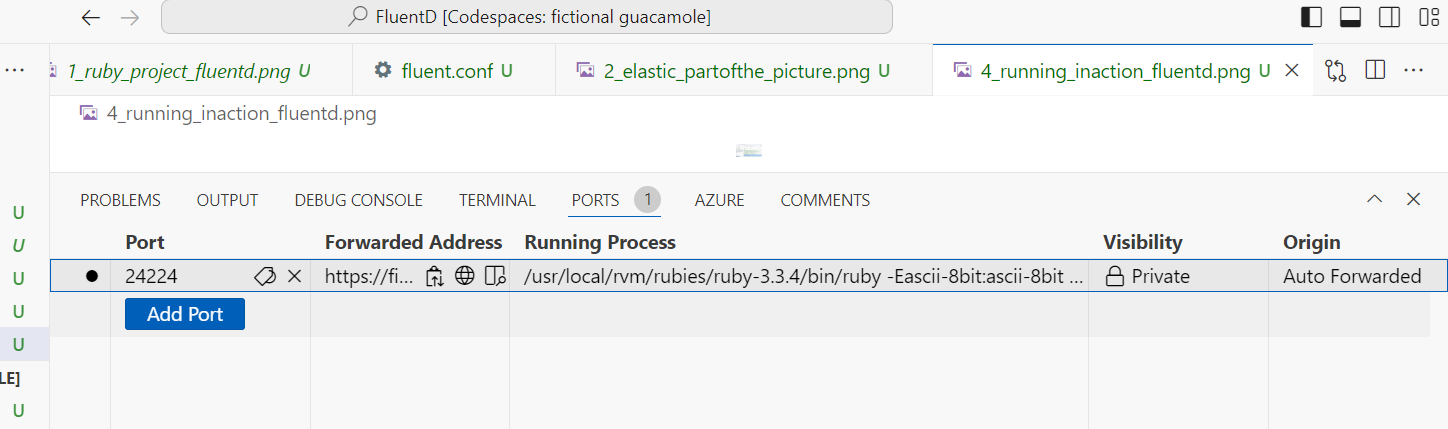 FluentD [Codespaces: fictional guacamole]
... 1_ruby_project_fluentd.png U fluent.conf U 2_elastic_partofthe_picture.png U 4_running_inaction_fluentd.png U ...
4_running_inaction_fluentd.png
PROBLEMS OUTPUT DEBUG CONSOLE TERMINAL PORTS 1 AZURE COMMENTS
U
Port Forwarded Address Running Process Visibility Origin
U
24224 https://fi... /usr/local/rvm/rubies/ruby-3.3.4/bin/ruby -Eascii-8bit:ascii-8bit ... Private Auto Forwarded
U
Add Port
U
U
LE]
U